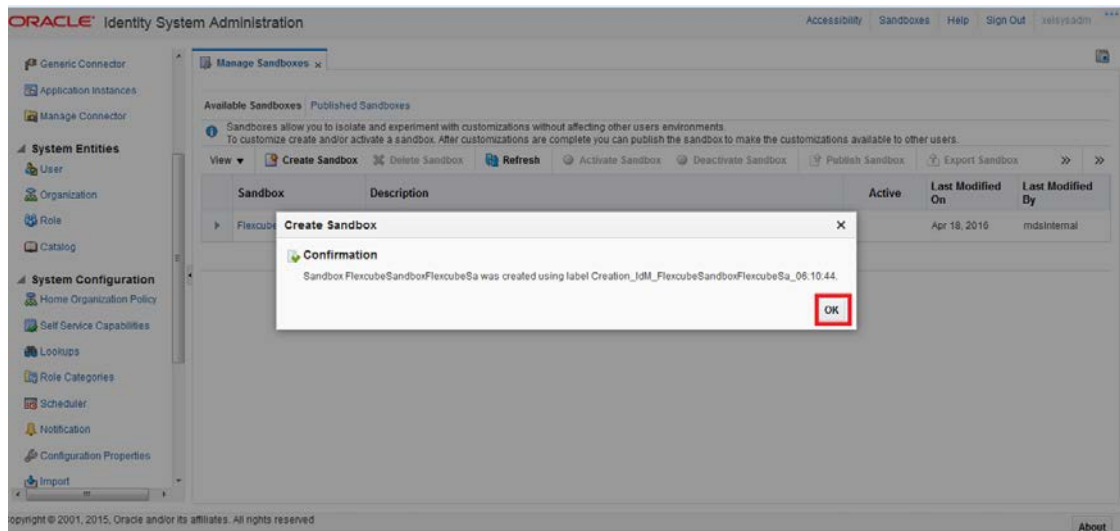 ORACLE Identity System Administration
Accessibility Sandboxes Help Sign Out xelsysadm
Generic Connector
Application Instances
Manage Connector
System Entities
User
Organization
Role
Catalog
System Configuration
Home Organization Policy
Self Service Capabilities
Lookups
Role Categories
Scheduler
Notification
Configuration Properties
Import
Manage Sandboxes
Available Sandboxes Published Sandboxes
Sandboxes allow you to isolate and experiment with customizations without affecting other users environments.
To customize create and/or activate a sandbox. After customizations are complete you can publish the sandbox to make the customizations available to other users.
View Create Sandbox Delete Sandbox Refresh Activate Sandbox Deactivate Sandbox Publish Sandbox Export Sandbox
Sandbox Description Active Last Modified On Last Modified By
Flexcube Apr 18, 2016 mdsInternal
Create Sandbox
Confirmation
Sandbox FlexcubeSandboxFlexcubeSa was created using label Creation_IdM_FlexcubeSandboxFlexcubeSa_06:10:44.
OK
opyright © 2001, 2015, Oracle and/or its affiliates. All rights reserved
About